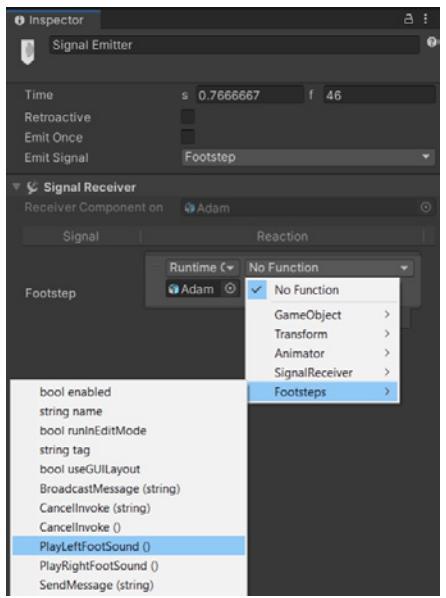 Inspector
Signal Emitter
Time s 0.7666667 f 46
Retroactive
Emit Once
Emit Signal Footstep
Signal Receiver
Receiver Component on Adam
Signal Reaction
Runtime No Function
Footstep Adam No Function
GameObject
Transform
Animator
SignalReceiver
Footsteps
bool enabled
string name
bool runInEditMode
string tag
bool useGUILayout
BroadcastMessage (string)
CancelInvoke (string)
CancelInvoke ()
PlayLeftFootSound ()
PlayRightFootSound ()
SendMessage (string)